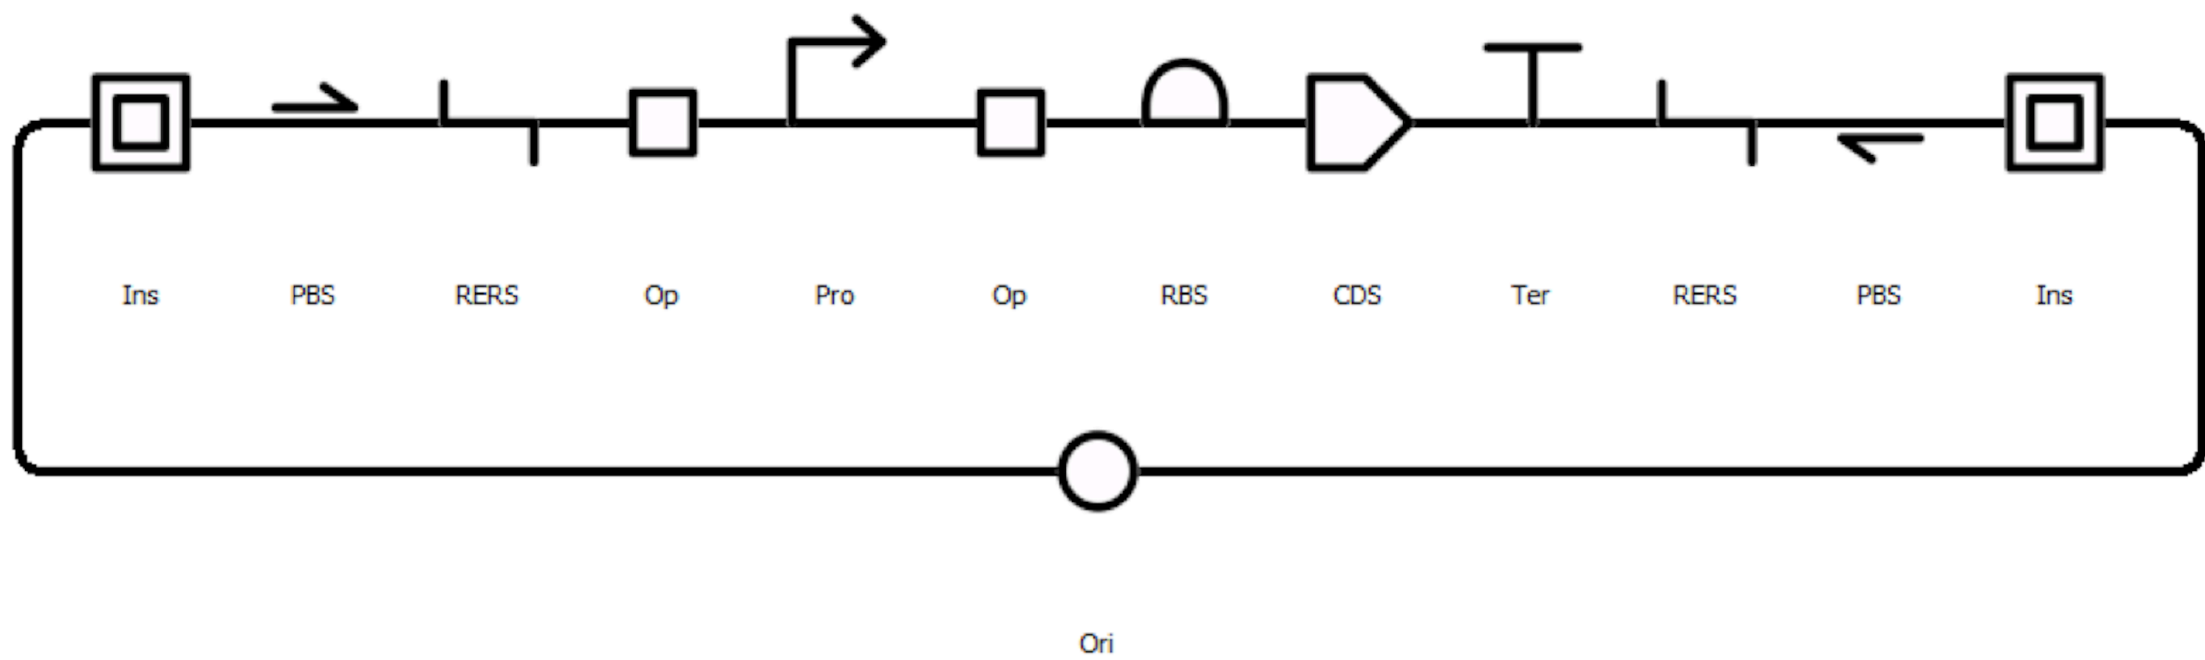 Ins PBS RERS Op Pro Op RBS CDS Ter RERS PBS Ins
Ori